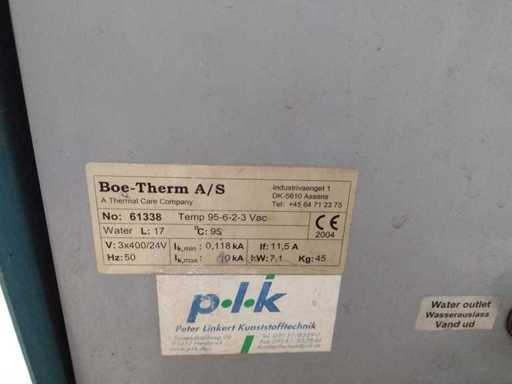 Boe-Therm A/S
A Thermal Care Company
Industrivaenget 1
DK-5610 Assens
Tel: +45 64 71 23 75
No: 61338 Temp 95-6-2-3 Vac
Water L: 17 °C: 95
CE
2004
V: 3x400/24V Ik,min: 0,118 kA If: 11,5 A
Hz: 50 Ik,max: 10 kA kW: 7,1 Kg: 45
p·l·k
Peter Linkert Kunststofftechnik
Water outlet
Wasserauslass
Vand ud